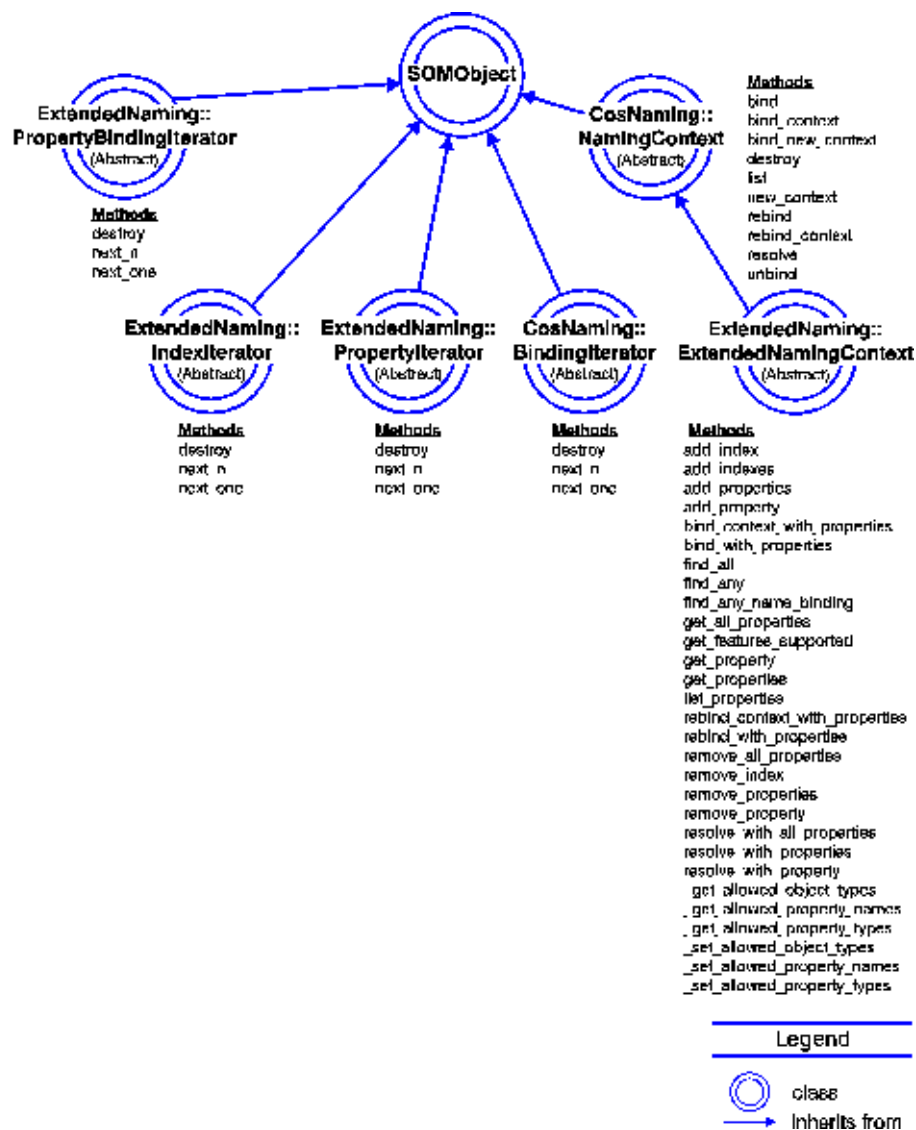 SOMObject
ExtendedNaming::
PropertyBindingIterator
(Abstract)
Methods
destroy
next_n
next_one
CosNaming::
NamingContext
(Abstract)
Methods
bind
bind_context
bind_new_context
destroy
list
new_context
rebind
rebind_context
resolve
unbind
ExtendedNaming::
IndexIterator
(Abstract)
Methods
destroy
next_n
next_one
ExtendedNaming::
PropertyIterator
(Abstract)
Methods
destroy
next_n
next_one
CosNaming::
BindingIterator
(Abstract)
Methods
destroy
next_n
next_one
ExtendedNaming::
ExtendedNamingContext
(Abstract)
Methods
add_index
add_indexes
add_properties
add_property
bind_context_with_properties
bind_with_properties
find_all
find_any
find_any_name_binding
get_all_properties
get_features_supported
get_property
get_properties
list_properties
rebind_context_with_properties
rebind_with_properties
remove_all_properties
remove_index
remove_properties
remove_property
resolve_with_all_properties
resolve_with_properties
resolve_with_property
_get_allowed_object_types
_get_allowed_property_names
_get_allowed_property_types
_set_allowed_object_types
_set_allowed_property_names
_set_allowed_property_types
Legend
class
inherits from